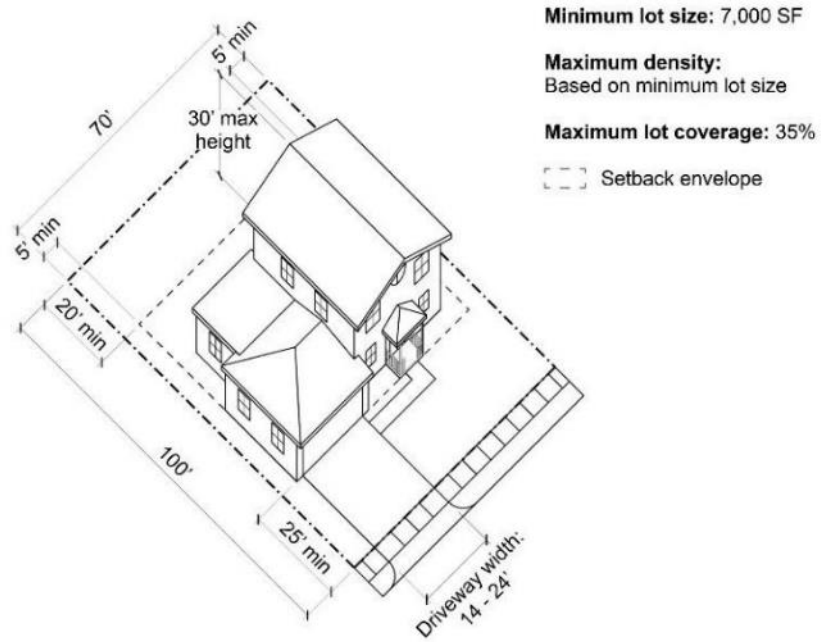 Minimum lot size: 7,000 SF
Maximum density:
Based on minimum lot size
Maximum lot coverage: 35%
Setback envelope
5' min
70'
30' max
height
5' min
20' min
100'
25' min
Driveway width:
14 - 24'